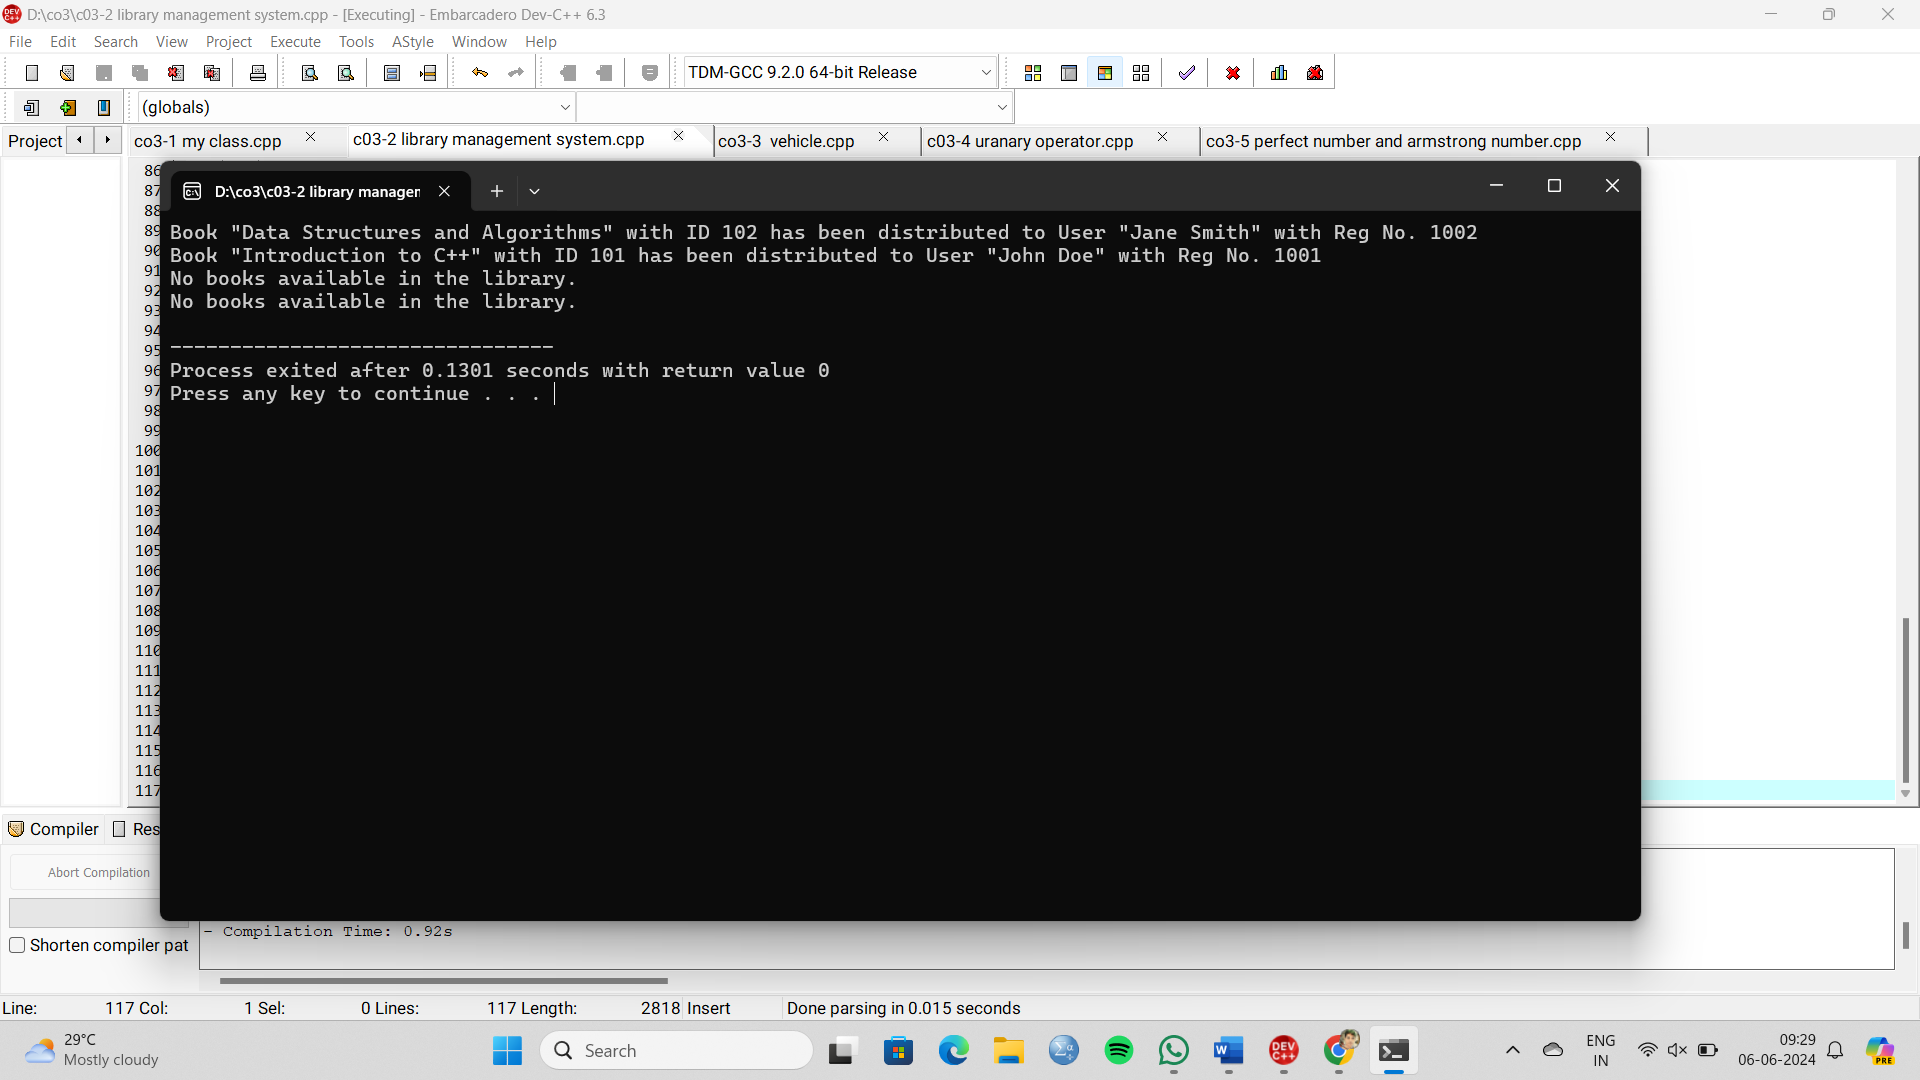 D:\co3\c03-2 library management system.cpp - [Executing] - Embarcadero Dev-C++ 6.3
File Edit Search View Project Execute Tools AStyle Window Help
TDM-GCC 9.2.0 64-bit Release
(globals)
Project co3-1 my class.cpp c03-2 library management system.cpp co3-3 vehicle.cpp c03-4 uranary operator.cpp co3-5 perfect number and armstrong number.cpp
D:\co3\c03-2 library manager
Book "Data Structures and Algorithms" with ID 102 has been distributed to User "Jane Smith" with Reg No. 1002
Book "Introduction to C++" with ID 101 has been distributed to User "John Doe" with Reg No. 1001
No books available in the library.
No books available in the library.
--------------------------------
Process exited after 0.1301 seconds with return value 0
Press any key to continue . . .
86
87
88
89
90
91
92
93
94
95
96
97
98
99
100
101
102
103
104
105
106
107
108
109
110
111
112
113
114
115
116
117
Compiler Res
Abort Compilation
Shorten compiler pat
- Compilation Time: 0.92s
Line: 117 Col: 1 Sel: 0 Lines: 117 Length: 2818 Insert Done parsing in 0.015 seconds
29°C
Mostly cloudy
Search
DEV
C++
PRE
ENG
IN
09:29
06-06-2024